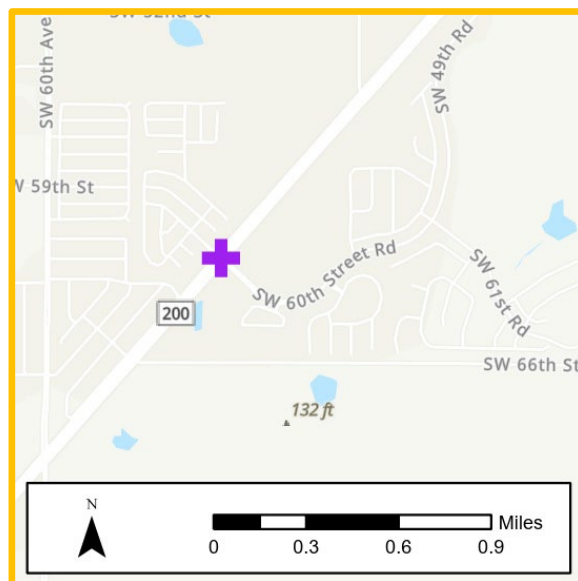 SW 52nd St
SW 60th Ave
SW 49th Rd
W 59th St
SW 60th Street Rd
SW 61st Rd
200
SW 66th St
132 ft
N
Miles
0 0.3 0.6 0.9